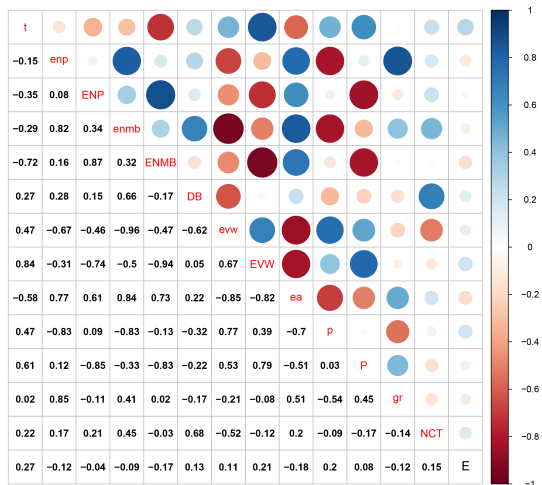 t
1
−0.15 enp
0.8
−0.35 0.08 ENP
0.6
−0.29 0.82 0.34 enmb
−0.72 0.16 0.87 0.32 ENMB
0.4
0.27 0.28 0.15 0.66 −0.17 DB
0.2
0.47 −0.67 −0.46 −0.96 −0.47 −0.62 evw
0
0.84 −0.31 −0.74 −0.5 −0.94 0.05 0.67 EVW
−0.2
−0.58 0.77 0.61 0.84 0.73 0.22 −0.85 −0.82 ea
0.47 −0.83 0.09 −0.83 −0.13 −0.32 0.77 0.39 −0.7 p
−0.4
0.61 0.12 −0.85 −0.33 −0.83 −0.22 0.53 0.79 −0.51 0.03 P
−0.6
0.02 0.85 −0.11 0.41 0.02 −0.17 −0.21 −0.08 0.51 −0.54 0.45 gr
0.22 0.17 0.21 0.45 −0.03 0.68 −0.52 −0.12 0.2 −0.09 −0.17 −0.14 NCT
−0.8
0.27 −0.12 −0.04 −0.09 −0.17 0.13 0.11 0.21 −0.18 0.2 0.08 −0.12 0.15 E
−1